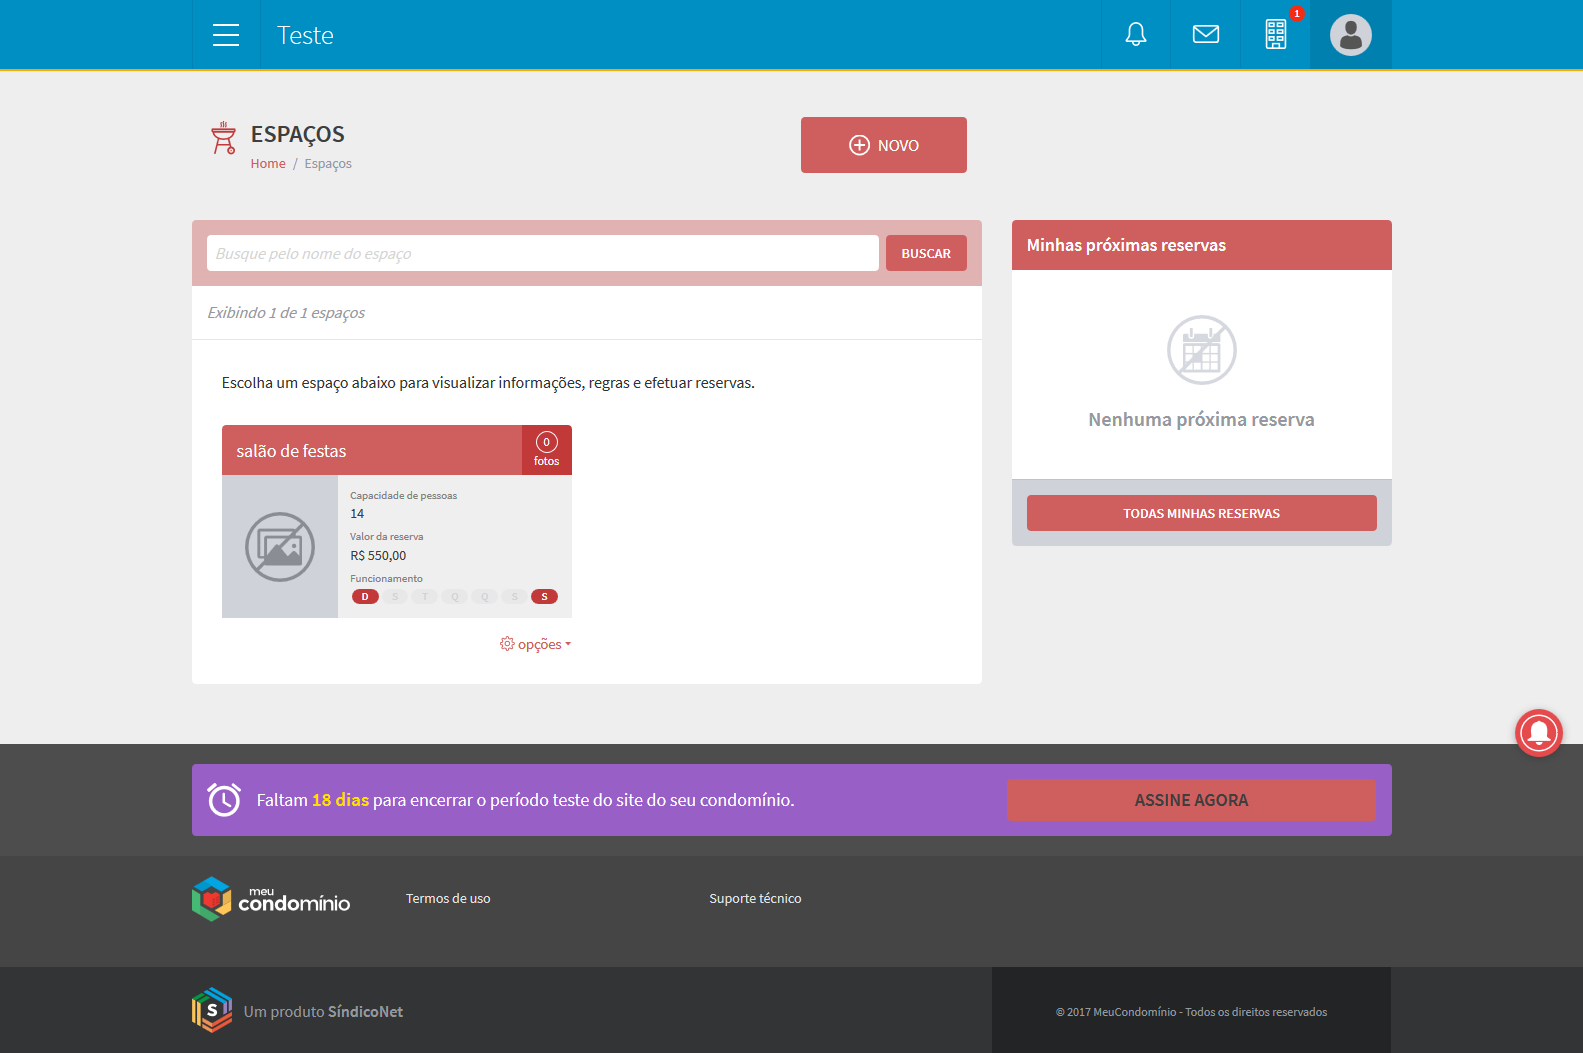 Teste
1
ESPAÇOS
Home / Espaços
NOVO
Busque pelo nome do espaço
BUSCAR
Exibindo 1 de 1 espaços
Escolha um espaço abaixo para visualizar informações, regras e efetuar reservas.
salão de festas
0
fotos
Capacidade de pessoas
14
Valor da reserva
R$ 550,00
Funcionamento
D S T Q Q S S
opções
Minhas próximas reservas
Nenhuma próxima reserva
TODAS MINHAS RESERVAS
Faltam 18 dias para encerrar o período teste do site do seu condomínio.
ASSINE AGORA
meu
condomínio
Termos de uso
Suporte técnico
S
Um produto SíndicoNet
© 2017 MeuCondomínio - Todos os direitos reservados